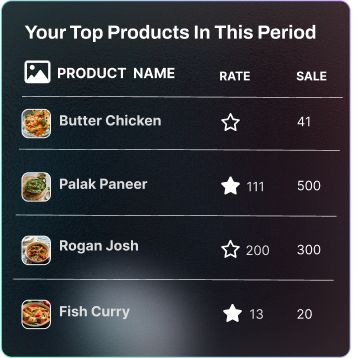 Your Top Products In This Period
PRODUCT NAME RATE SALE
Butter Chicken 41
Palak Paneer 111 500
Rogan Josh 200 300
Fish Curry 13 20